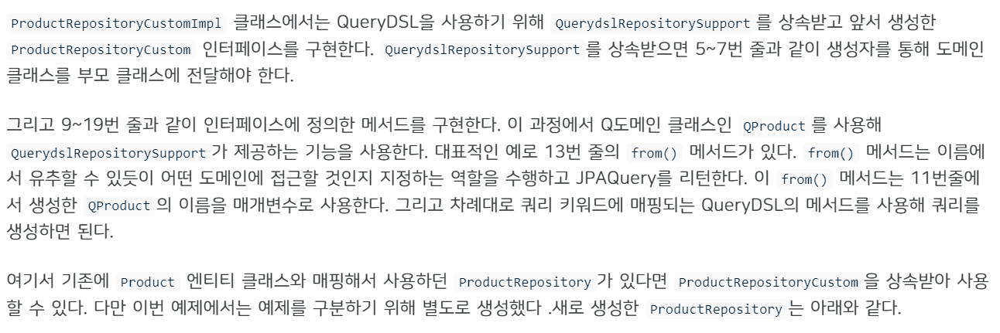 ProductRepositoryCustomImpl 클래스에서는 QueryDSL을 사용하기 위해 QuerydslRepositorySupport 를 상속받고 앞서 생성한
ProductRepositoryCustom 인터페이스를 구현한다. QuerydslRepositorySupport 를 상속받으면 5~7번 줄과 같이 생성자를 통해 도메인
클래스를 부모 클래스에 전달해야 한다.
그리고 9~19번 줄과 같이 인터페이스에 정의한 메서드를 구현한다. 이 과정에서 Q도메인 클래스인 QProduct 를 사용해
QuerydslRepositorySupport 가 제공하는 기능을 사용한다. 대표적인 예로 13번 줄의 from() 메서드가 있다. from() 메서드는 이름에
서 유추할 수 있듯이 어떤 도메인에 접근할 것인지 지정하는 역할을 수행하고 JPAQuery를 리턴한다. 이 from() 메서드는 11번줄에
서 생성한 QProduct 의 이름을 매개변수로 사용한다. 그리고 차례대로 쿼리 키워드에 매핑되는 QueryDSL의 메서드를 사용해 쿼리를
생성하면 된다.
여기서 기존에 Product 엔티티 클래스와 매핑해서 사용하던 ProductRepository 가 있다면 ProductRepositoryCustom 을 상속받아 사용
할 수 있다. 다만 이번 예제에서는 예제를 구분하기 위해 별도로 생성했다 .새로 생성한 ProductRepository 는 아래와 같다.